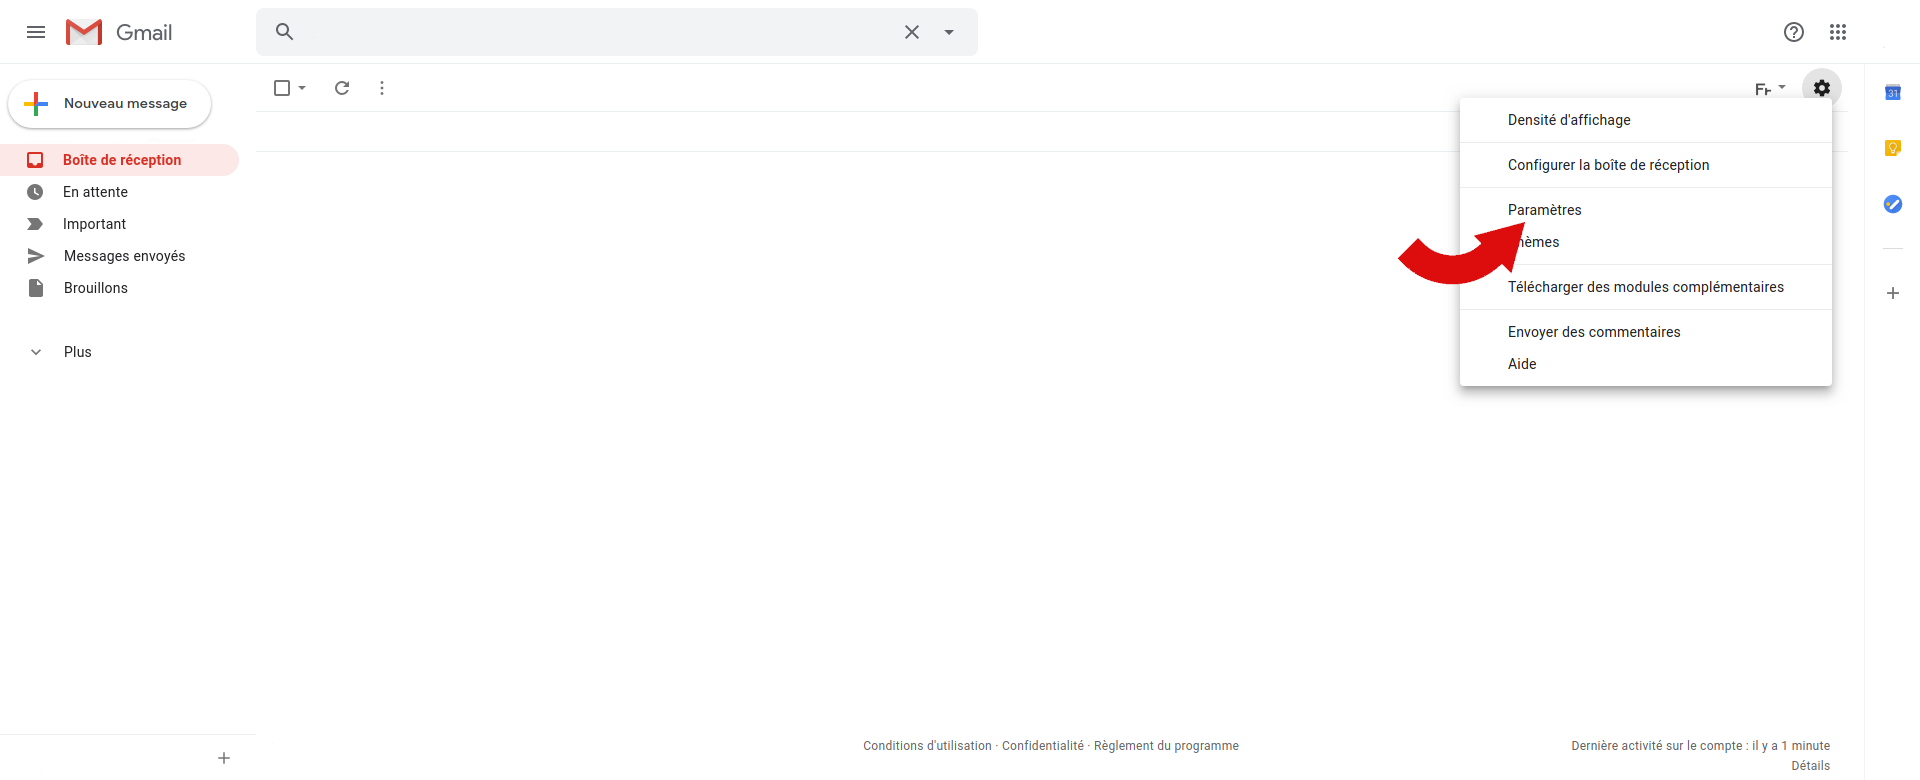 Gmail
Nouveau message
Boîte de réception
En attente
Important
Messages envoyés
Brouillons
Plus
Fr
31
Densité d'affichage
Configurer la boîte de réception
Paramètres
hèmes
Télécharger des modules complémentaires
Envoyer des commentaires
Aide
Conditions d'utilisation · Confidentialité · Règlement du programme
Dernière activité sur le compte : il y a 1 minute
Détails